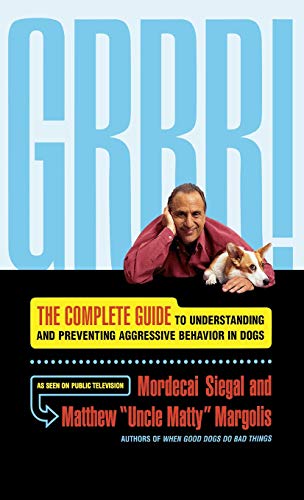 GRRR!
THE COMPLETE GUIDE TO UNDERSTANDING
AND PREVENTING AGGRESSIVE BEHAVIOR IN DOGS
AS SEEN ON PUBLIC TELEVISION
Mordecai Siegal and
Matthew "Uncle Matty" Margolis
AUTHORS OF WHEN GOOD DOGS DO BAD THINGS